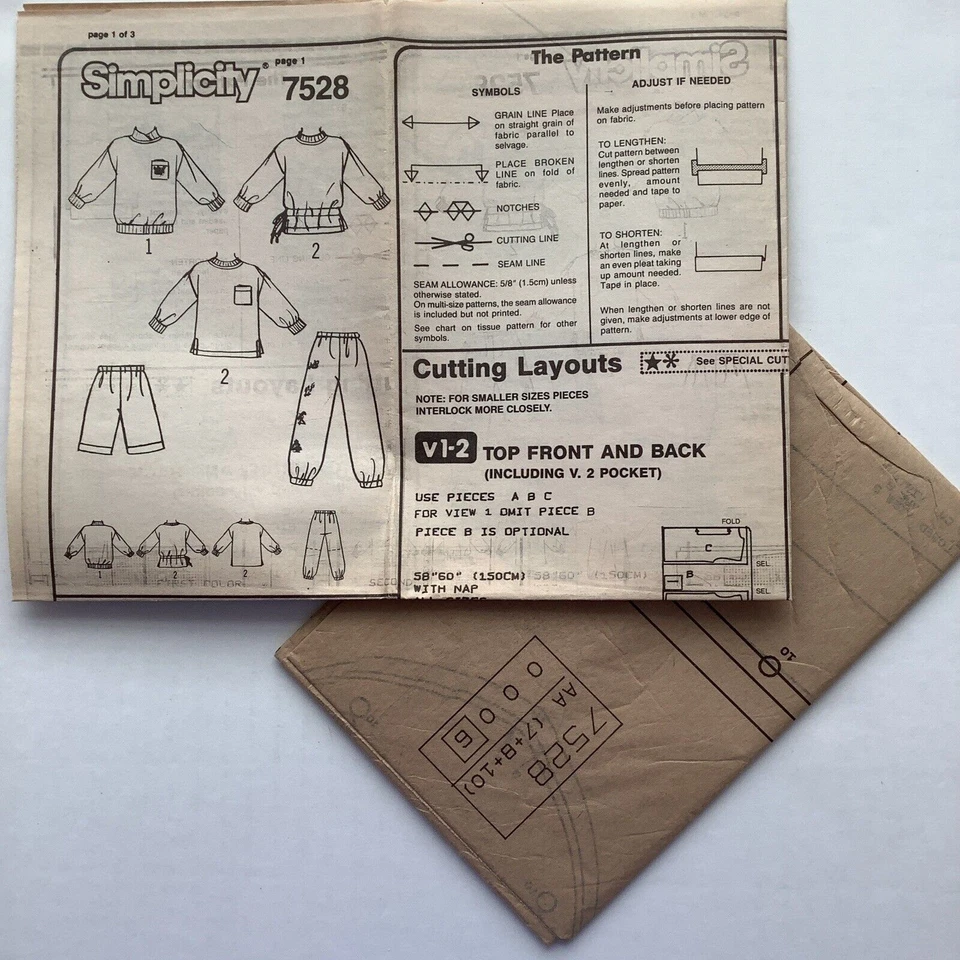 page 1 of 3
Simplicity® page 1
7528
1
2
2
1
2
2
The Pattern
SYMBOLS
GRAIN LINE Place
on straight grain of
fabric parallel to
selvage.
PLACE BROKEN
LINE on fold of
fabric.
NOTCHES
CUTTING LINE
SEAM LINE
SEAM ALLOWANCE: 5/8" (1.5cm) unless
otherwise stated.
On multi-size patterns, the seam allowance
is included but not printed.
See chart on tissue pattern for other
symbols.
ADJUST IF NEEDED
Make adjustments before placing pattern
on fabric.
TO LENGTHEN:
Cut pattern between
lengthen or shorten
lines. Spread pattern
evenly, amount
needed and tape to
paper.
TO SHORTEN:
At lengthen or
shorten lines, make
an even pleat taking
up amount needed.
Tape in place.
When lengthen or shorten lines are not
given, make adjustments at lower edge of
pattern.
Cutting Layouts
★* See SPECIAL CUT
NOTE: FOR SMALLER SIZES PIECES
INTERLOCK MORE CLOSELY.
V1-2 TOP FRONT AND BACK
(INCLUDING V. 2 POCKET)
USE PIECES A B C
FOR VIEW 1 OMIT PIECE B
PIECE B IS OPTIONAL
58"60" (150CM)
WITH NAP
FOLD
C
SEL.
B
SEL.
7528
AA (7+8+10)
0 0 0 6
10